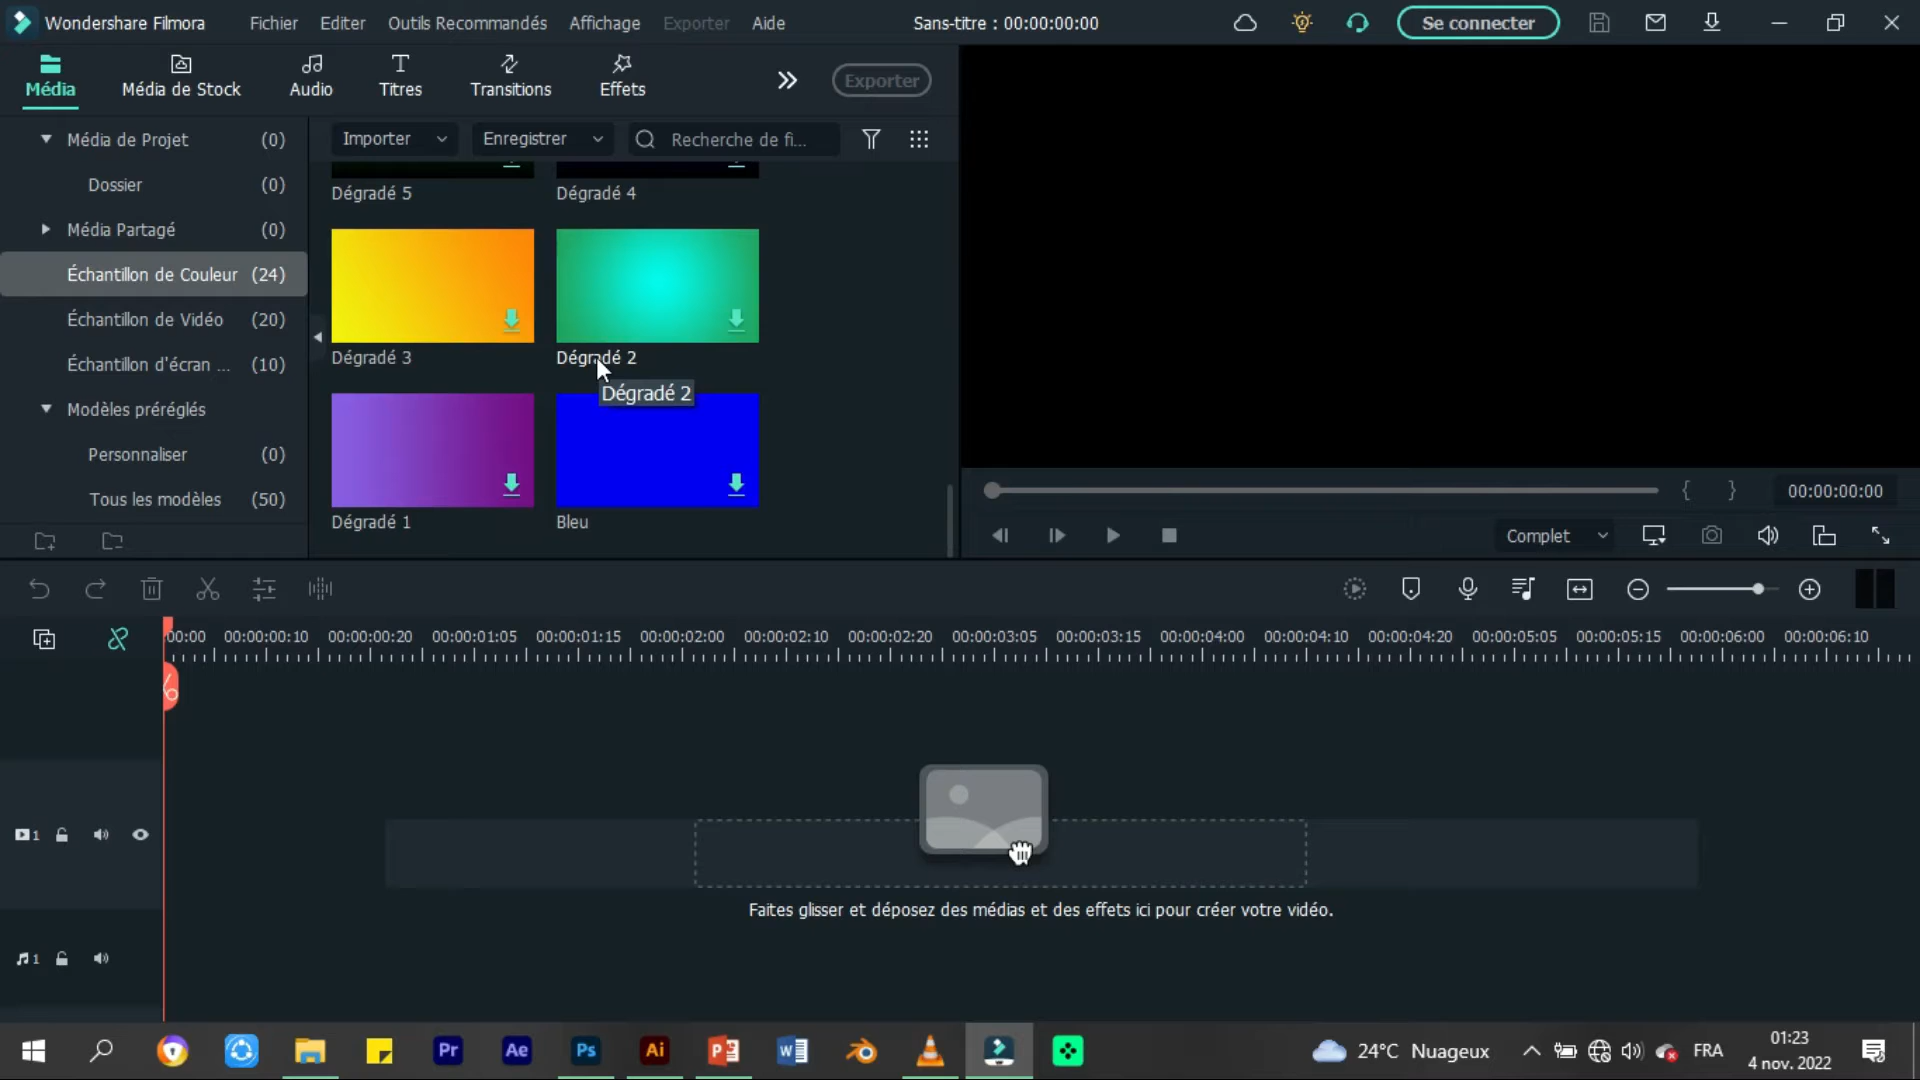 Wondershare Filmora Fichier Editer Outils Recommandés Affichage Exporter Aide Sans-titre : 00:00:00:00 Se connecter
Média Média de Stock Audio Titres Transitions Effets Exporter
Importer Enregistrer Recherche de fi...
Média de Projet (0)
Dossier (0)
Média Partagé (0)
Échantillon de Couleur (24)
Échantillon de Vidéo (20)
Échantillon d'écran ... (10)
Modèles préréglés
Personnaliser (0)
Tous les modèles (50)
Dégradé 5 Dégradé 4
Dégradé 3 Dégradé 2
Dégradé 2
Dégradé 1 Bleu
{ } 00:00:00:00
Complet
00:00 00:00:00:10 00:00:00:20 00:00:01:05 00:00:01:15 00:00:02:00 00:00:02:10 00:00:02:20 00:00:03:05 00:00:03:15 00:00:04:00 00:00:04:10 00:00:04:20 00:00:05:05 00:00:05:15 00:00:06:00 00:00:06:10
1
Faites glisser et déposez des médias et des effets ici pour créer votre vidéo.
1
Pr Ae Ps Ai P W 24°C Nuageux FRA 01:23
4 nov. 2022